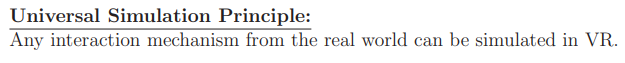 Universal Simulation Principle:
Any interaction mechanism from the real world can be simulated in VR.